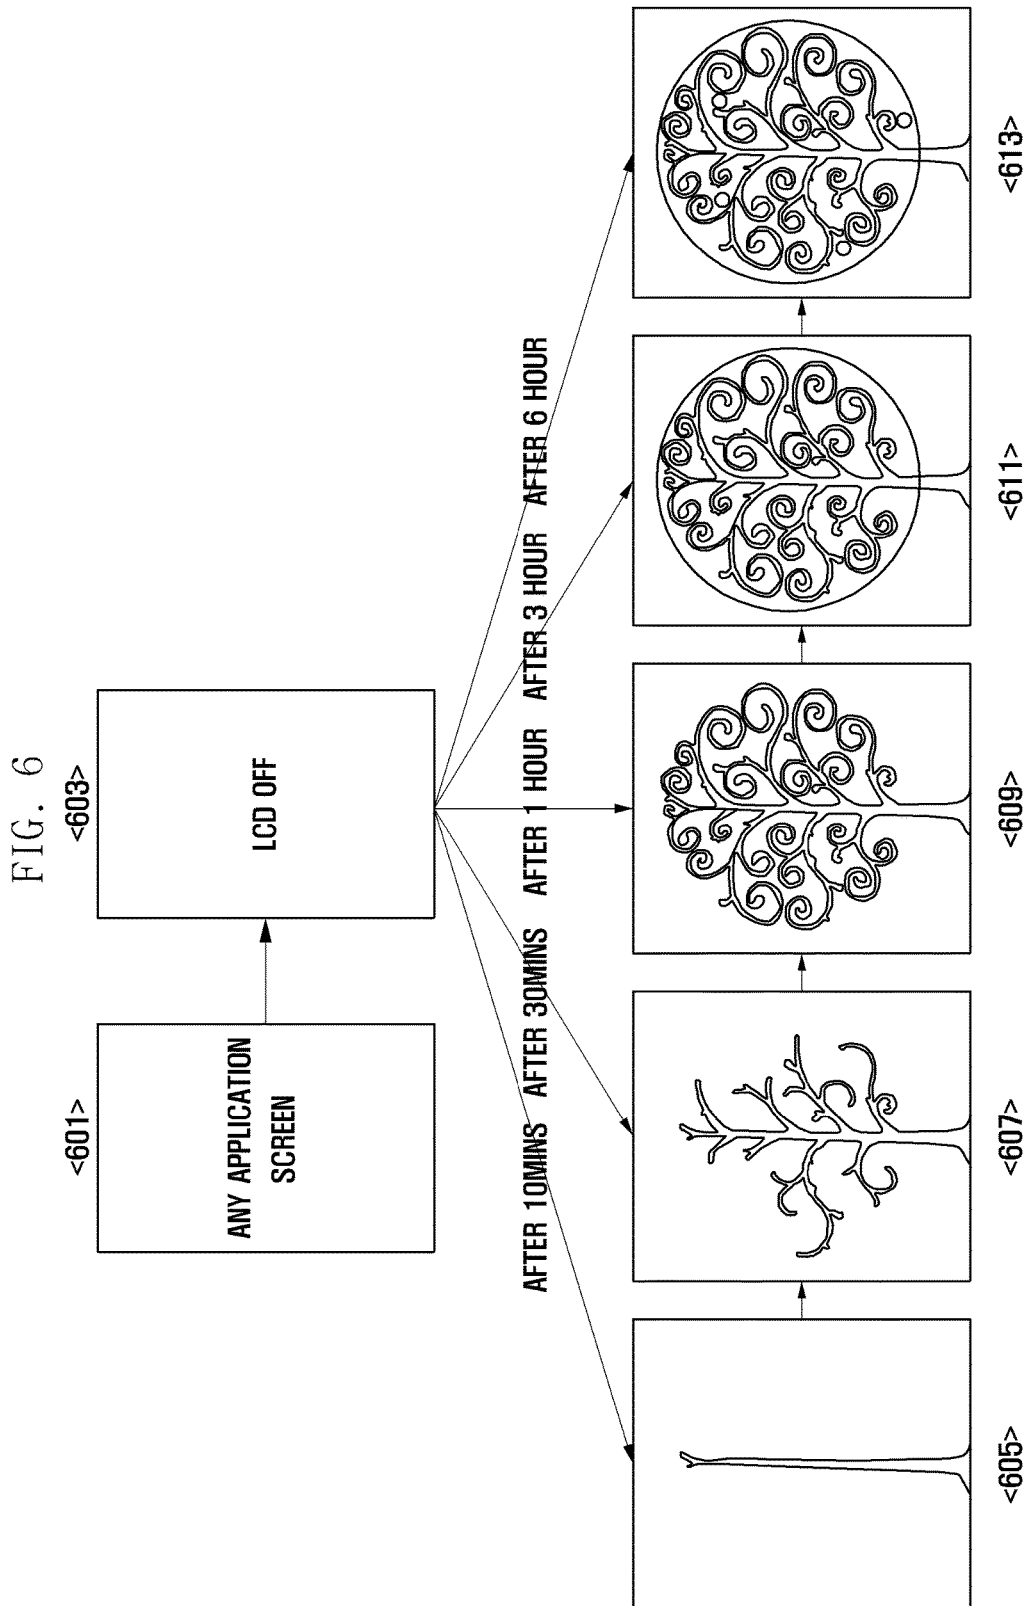 FIG. 6
<601>
ANY APPLICATION
SCREEN
<603>
LCD OFF
AFTER 10MINS
AFTER 30MINS
AFTER 1 HOUR
AFTER 3 HOUR
AFTER 6 HOUR
<605>
<607>
<609>
<611>
<613>